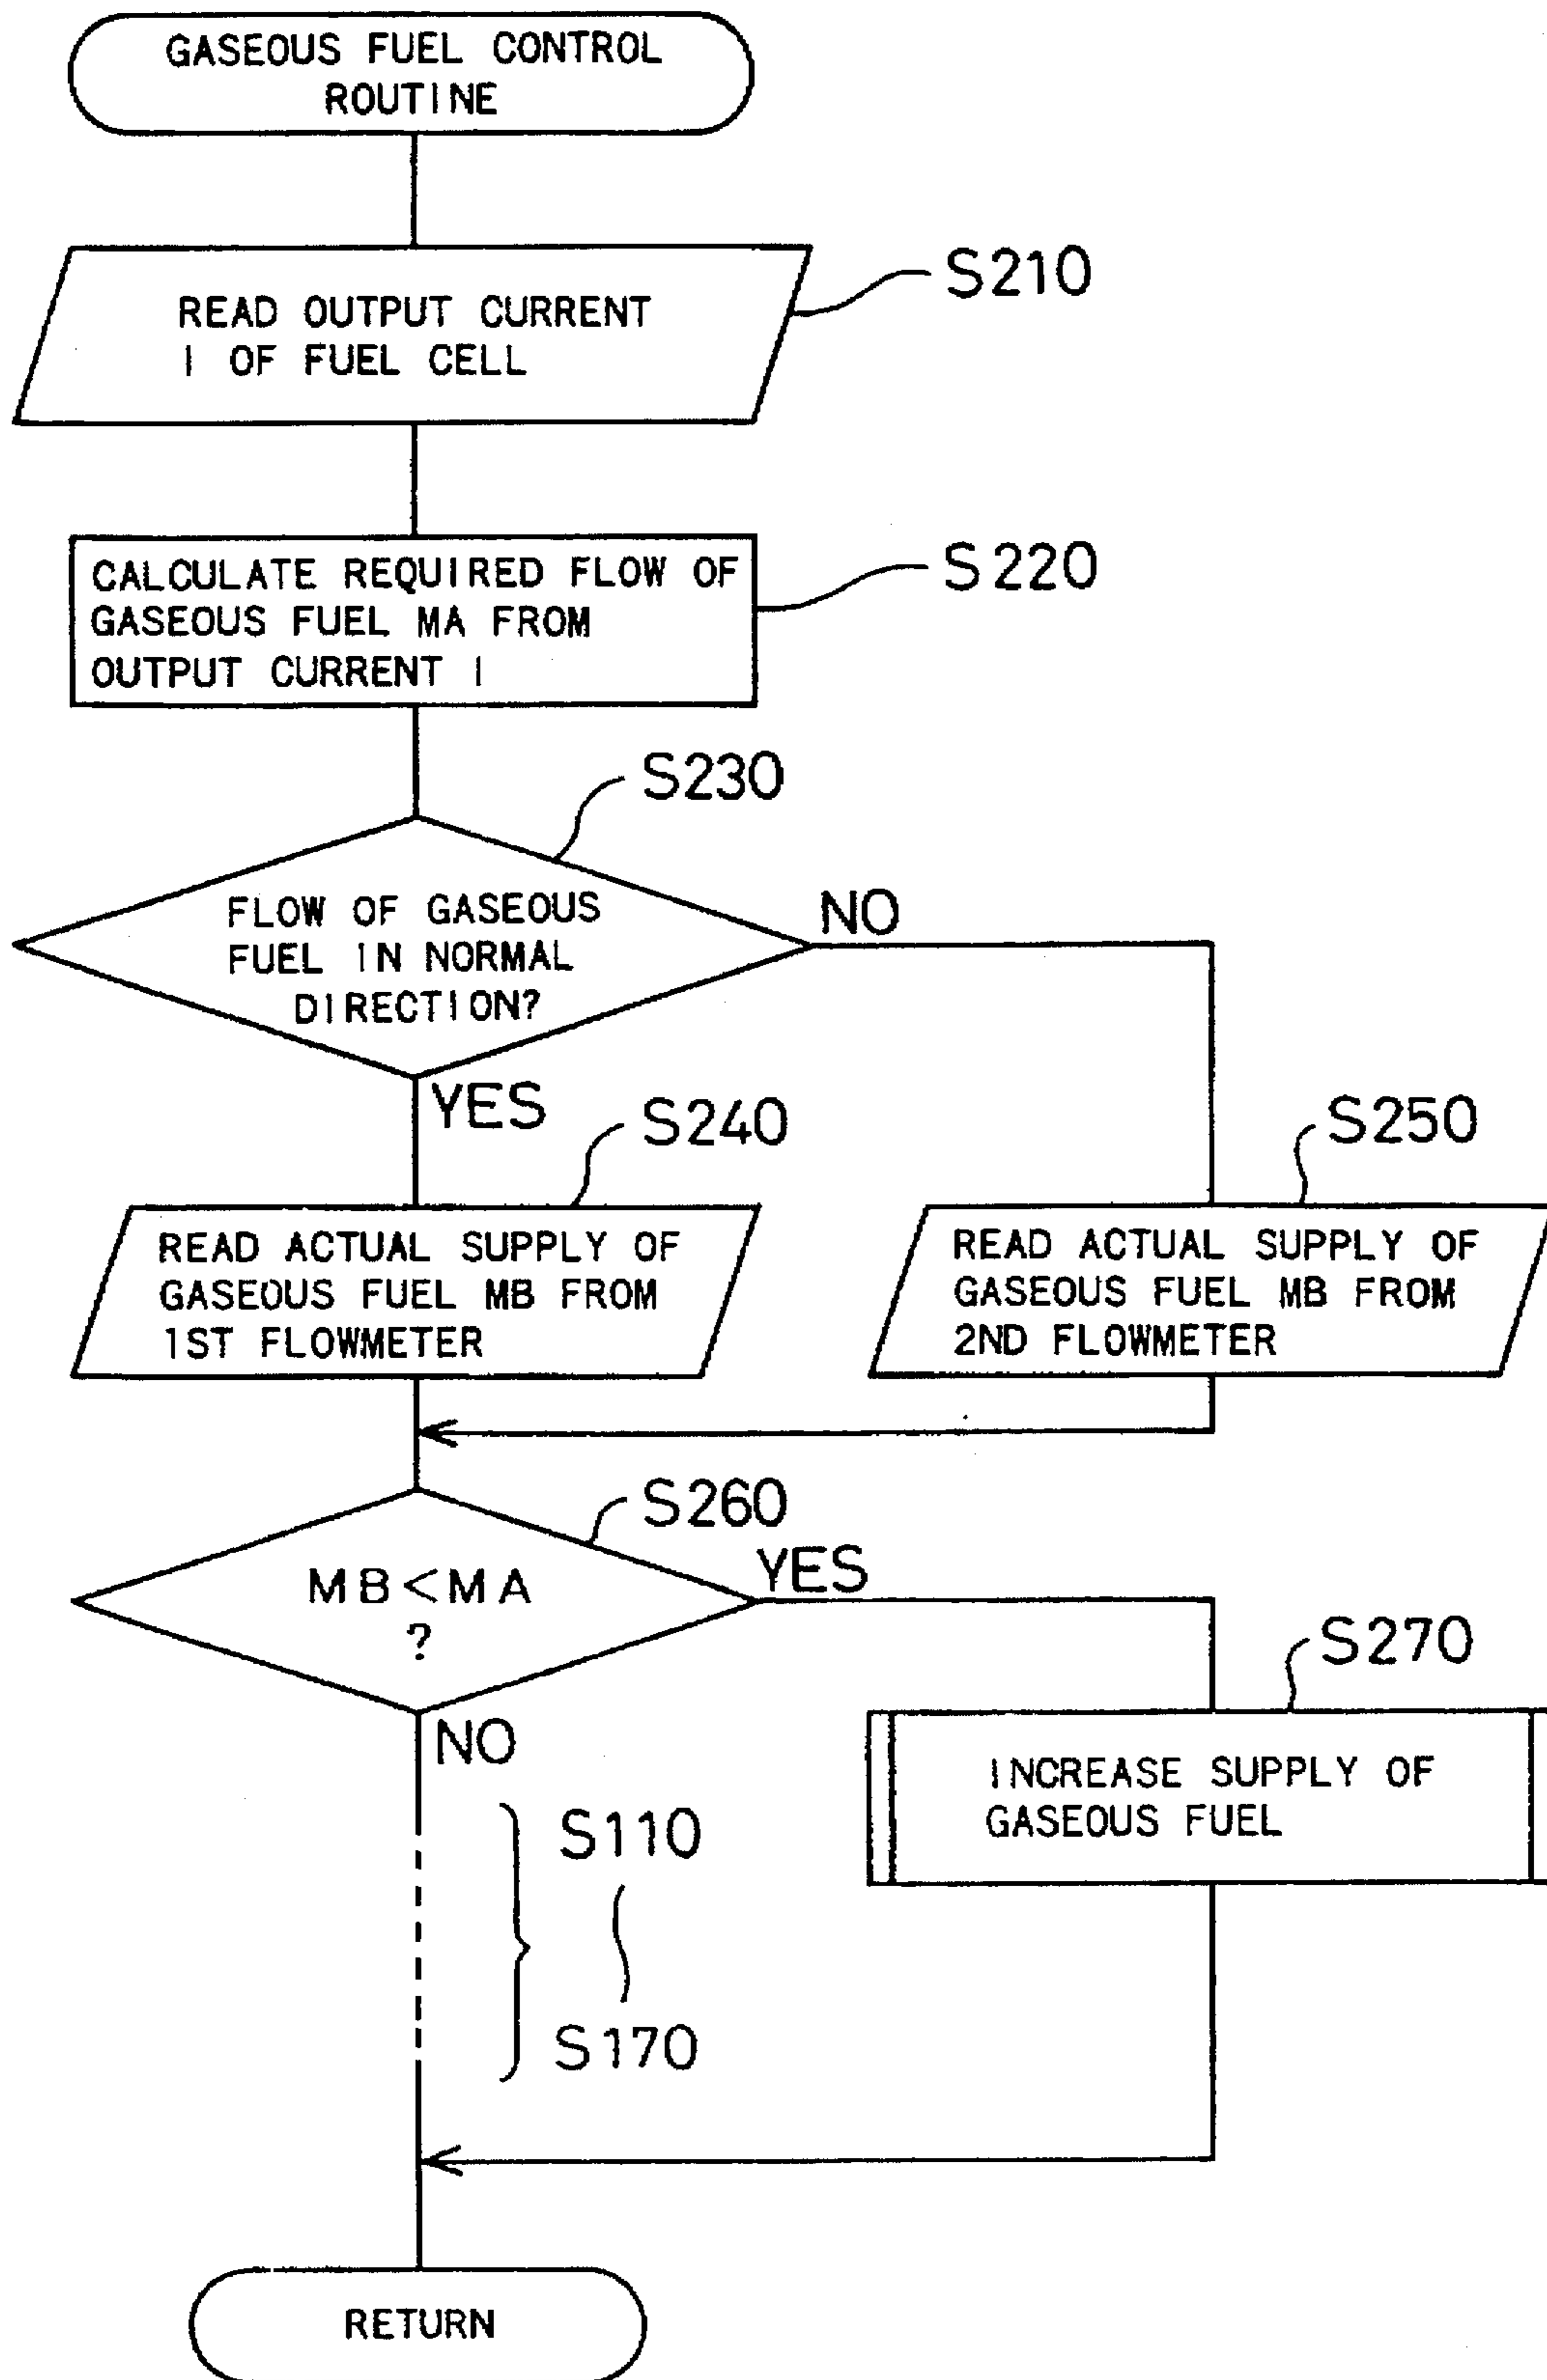 GASEOUS FUEL CONTROL
ROUTINE
READ OUTPUT CURRENT
I OF FUEL CELL
S210
CALCULATE REQUIRED FLOW OF
GASEOUS FUEL MA FROM
OUTPUT CURRENT I
S220
S230
FLOW OF GASEOUS
FUEL IN NORMAL
DIRECTION?
NO
YES
S240
READ ACTUAL SUPPLY OF
GASEOUS FUEL MB FROM
1ST FLOWMETER
S250
READ ACTUAL SUPPLY OF
GASEOUS FUEL MB FROM
2ND FLOWMETER
S260
MB<MA
?
YES
NO
S270
INCREASE SUPPLY OF
GASEOUS FUEL
S110
S170
RETURN